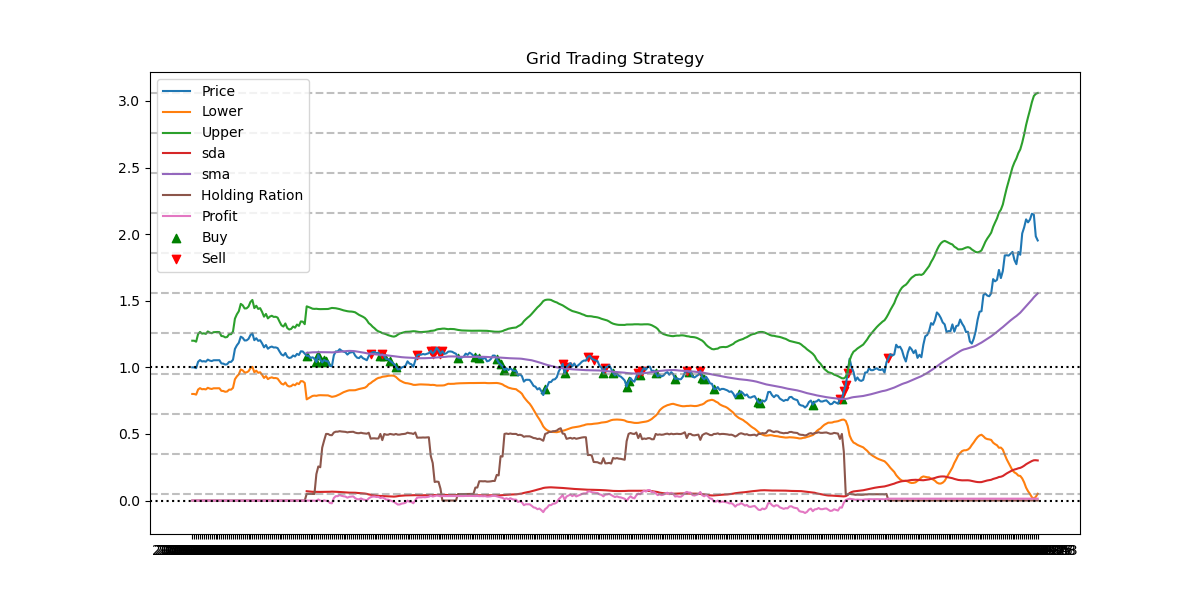 Grid Trading Strategy
Price
Lower
Upper
sda
sma
Holding Ration
Profit
Buy
Sell
3.0
2.5
2.0
1.5
1.0
0.5
0.0